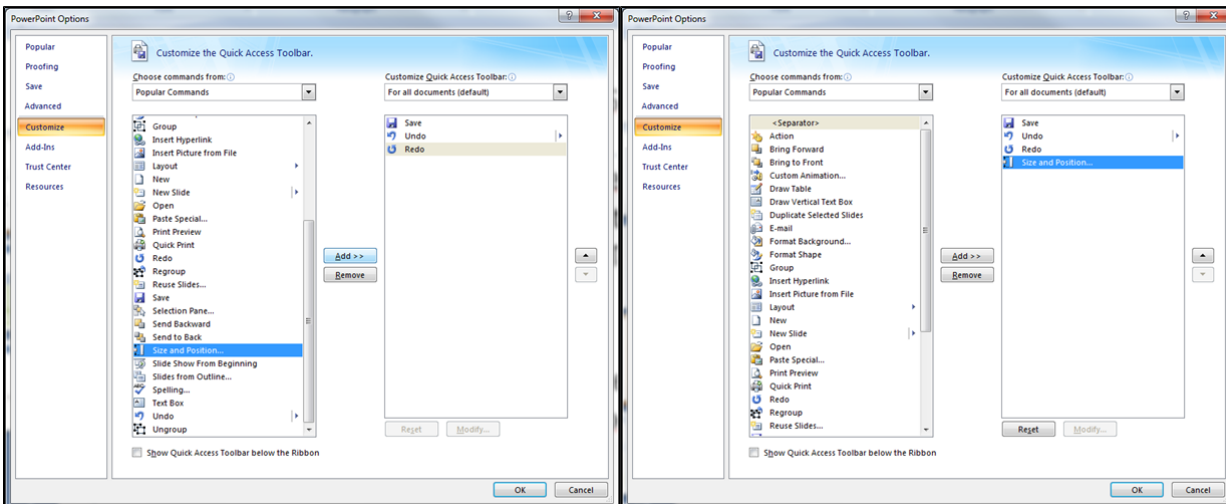 PowerPoint Options
Popular
Proofing
Save
Advanced
Customize
Add-Ins
Trust Center
Resources
Customize the Quick Access Toolbar.
Choose commands from:
Popular Commands
Group
Insert Hyperlink
Insert Picture from File
Layout
New
New Slide
Open
Paste Special...
Print Preview
Quick Print
Redo
Regroup
Reuse Slides...
Save
Selection Pane...
Send Backward
Send to Back
Size and Position...
Slide Show From Beginning
Slides from Outline...
Spelling...
Text Box
Undo
Ungroup
Add >>
Remove
Customize Quick Access Toolbar:
For all documents (default)
Save
Undo
Redo
Reset
Modify...
Show Quick Access Toolbar below the Ribbon
OK
Cancel
PowerPoint Options
Popular
Proofing
Save
Advanced
Customize
Add-Ins
Trust Center
Resources
Customize the Quick Access Toolbar.
Choose commands from:
Popular Commands
<Separator>
Action
Bring Forward
Bring to Front
Custom Animation...
Draw Table
Draw Vertical Text Box
Duplicate Selected Slides
E-mail
Format Background...
Format Shape
Group
Insert Hyperlink
Insert Picture from File
Layout
New
New Slide
Open
Paste Special...
Print Preview
Quick Print
Redo
Regroup
Reuse Slides...
Add >>
Remove
Customize Quick Access Toolbar:
For all documents (default)
Save
Undo
Redo
Size and Position...
Reset
Modify...
Show Quick Access Toolbar below the Ribbon
OK
Cancel